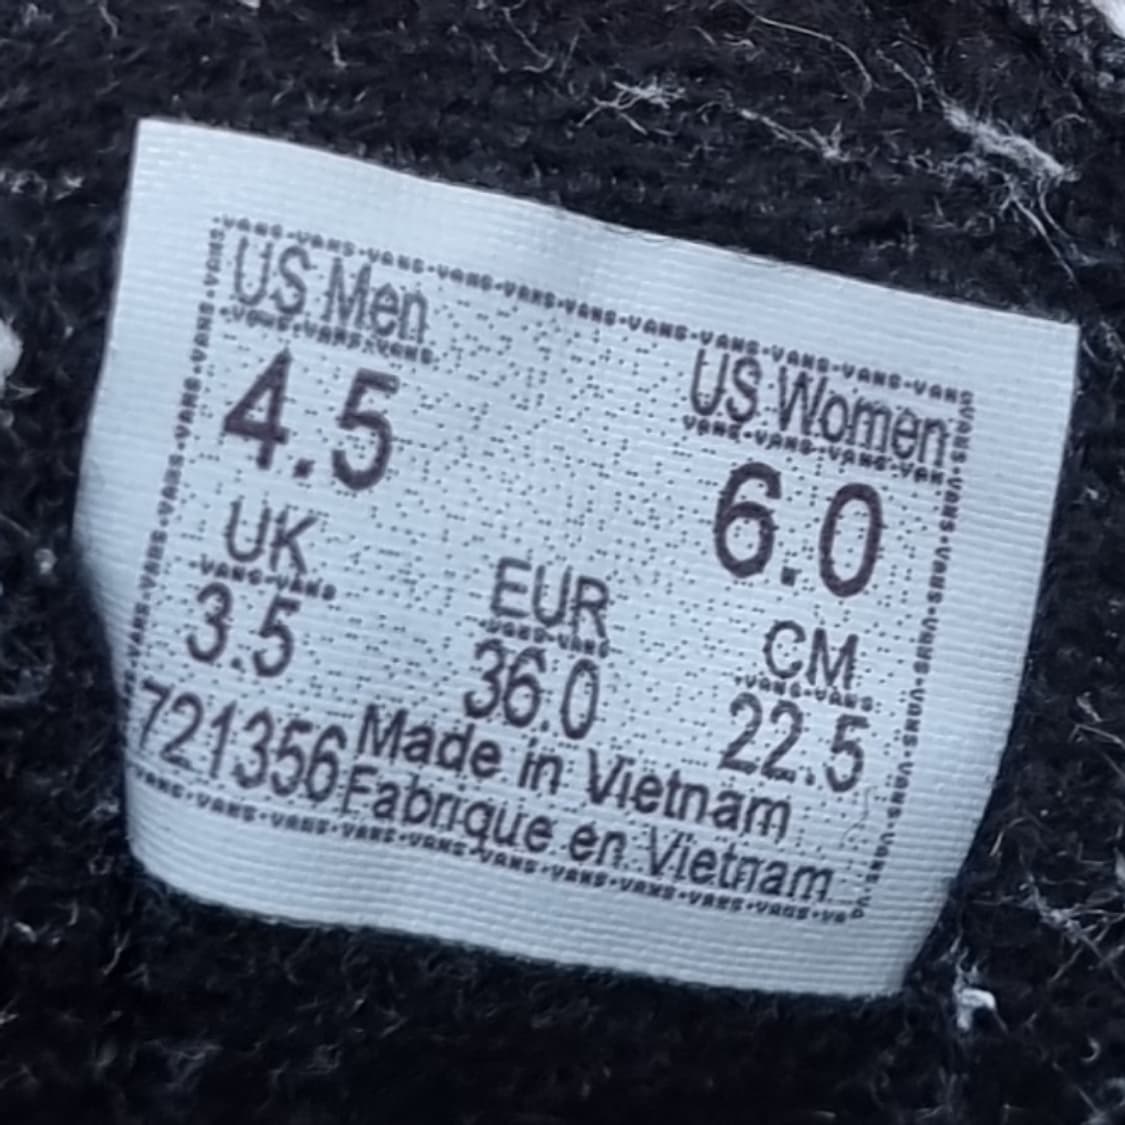 US Men
4.5
US Women
6.0
UK
3.5
EUR
36.0
CM
22.5
721356
Made in Vietnam
Fabrique en Vietnam
VANS